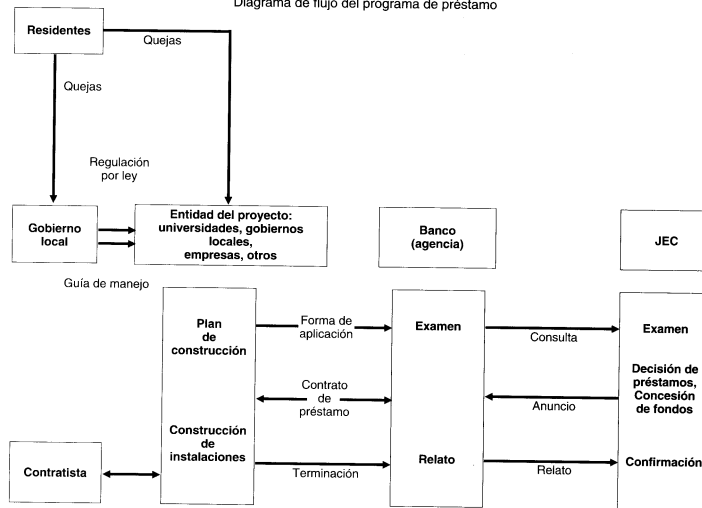 Diagrama de flujo del programa de préstamo
Residentes
Quejas
Quejas
Regulación
por ley
Gobierno
local
Entidad del proyecto:
universidades, gobiernos
locales,
empresas, otros
Banco
(agencia)
JEC
Guía de manejo
Plan
de
construcción
Forma de
aplicación
Examen
Consulta
Examen
Decisión de
préstamos,
Concesión
de fondos
Contrato
de
préstamo
Anuncio
Construcción
de
instalaciones
Contratista
Terminación
Relato
Relato
Confirmación